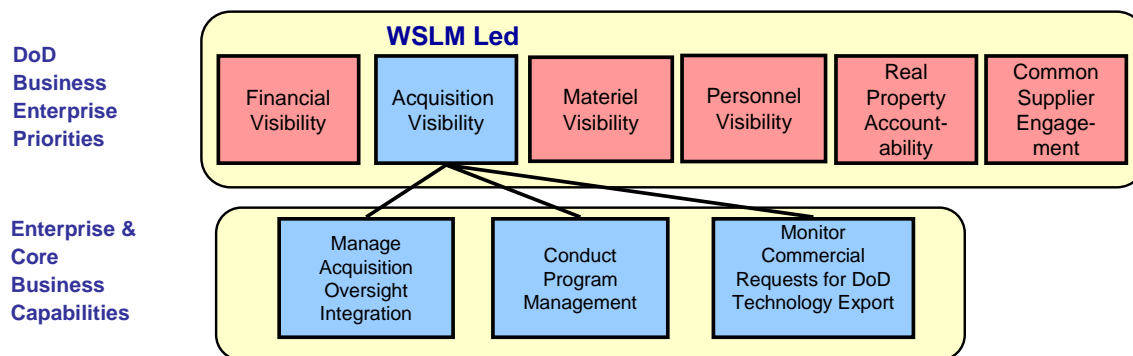 DoD
Business
Enterprise
Priorities
WSLM Led
Financial
Visibility
Acquisition
Visibility
Materiel
Visibility
Personnel
Visibility
Real
Property
Account-
ability
Common
Supplier
Engage-
ment
Enterprise &
Core
Business
Capabilities
Manage
Acquisition
Oversight
Integration
Conduct
Program
Management
Monitor
Commercial
Requests for DoD
Technology Export